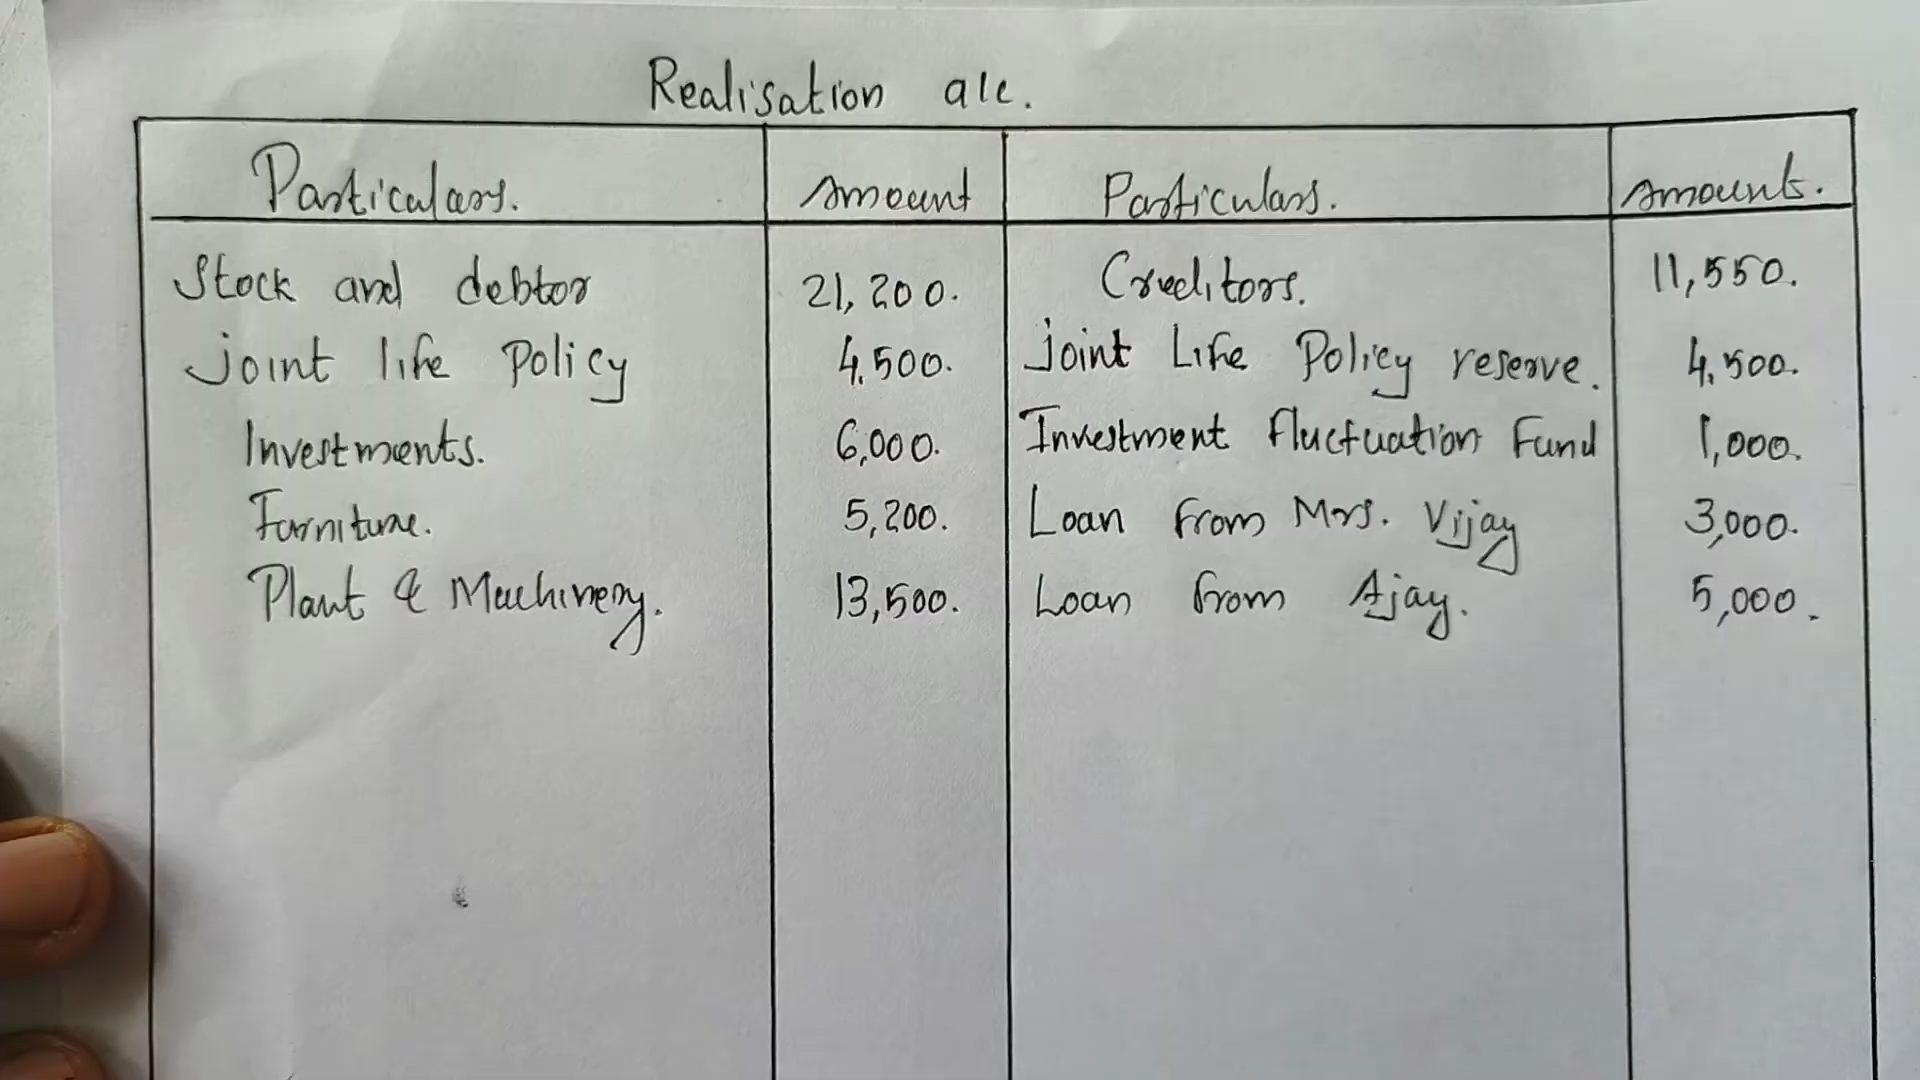 Realisation a/c.
Particulars. Amount Particulars. Amounts.
Stock and debtor 21,200. Creditors. 11,550.
Joint life Policy 4,500. Joint Life Policy reserve. 4,500.
Investments. 6,000. Investment Fluctuation Fund 1,000.
Furniture. 5,200. Loan from Mrs. Vijay 3,000.
Plant & Machinery. 13,500. Loan from Ajay. 5,000.